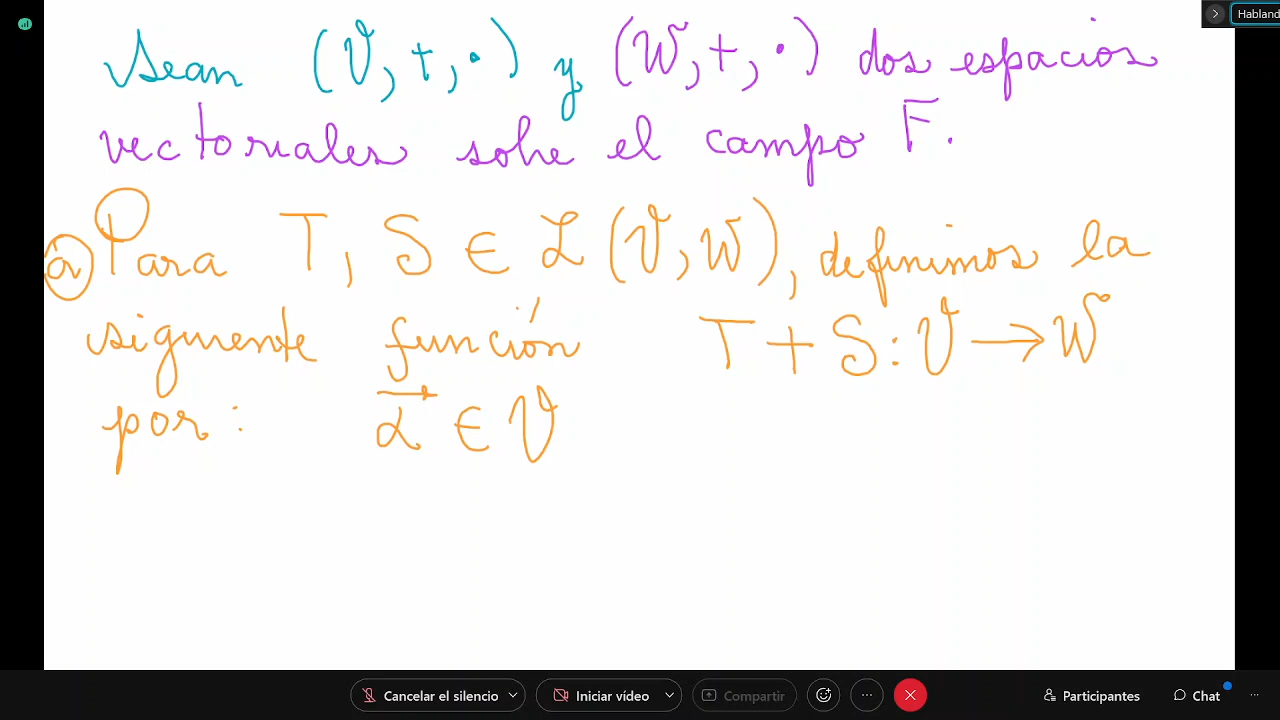 Habland
Sean (V, +, ·) y (W, +, ·) dos espacios
vectoriales sobre el campo F.
a Para T, S ∈ L (V, W), definimos la
siguiente función T + S : V → W
por : α⃗ ∈ V
Cancelar el silencio Iniciar vídeo Compartir Participantes Chat